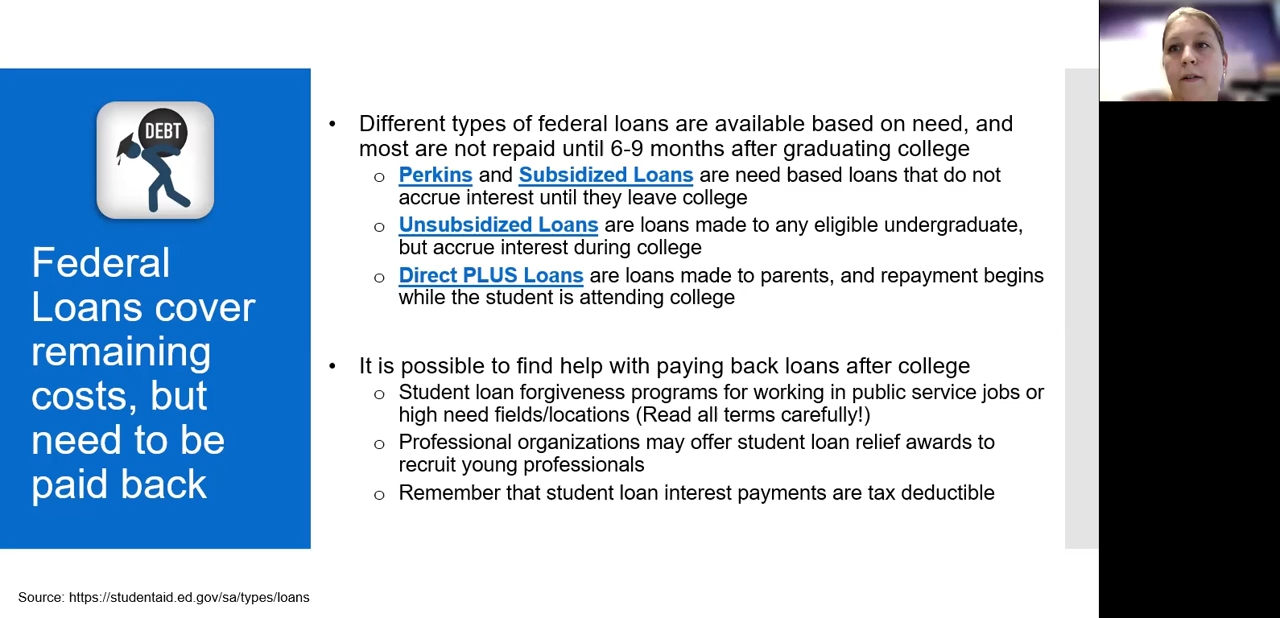 DEBT
Federal
Loans cover
remaining
costs, but
need to be
paid back
• Different types of federal loans are available based on need, and
most are not repaid until 6-9 months after graduating college
o Perkins and Subsidized Loans are need based loans that do not
accrue interest until they leave college
o Unsubsidized Loans are loans made to any eligible undergraduate,
but accrue interest during college
o Direct PLUS Loans are loans made to parents, and repayment begins
while the student is attending college
• It is possible to find help with paying back loans after college
o Student loan forgiveness programs for working in public service jobs or
high need fields/locations (Read all terms carefully!)
o Professional organizations may offer student loan relief awards to
recruit young professionals
o Remember that student loan interest payments are tax deductible
Source: https://studentaid.ed.gov/sa/types/loans